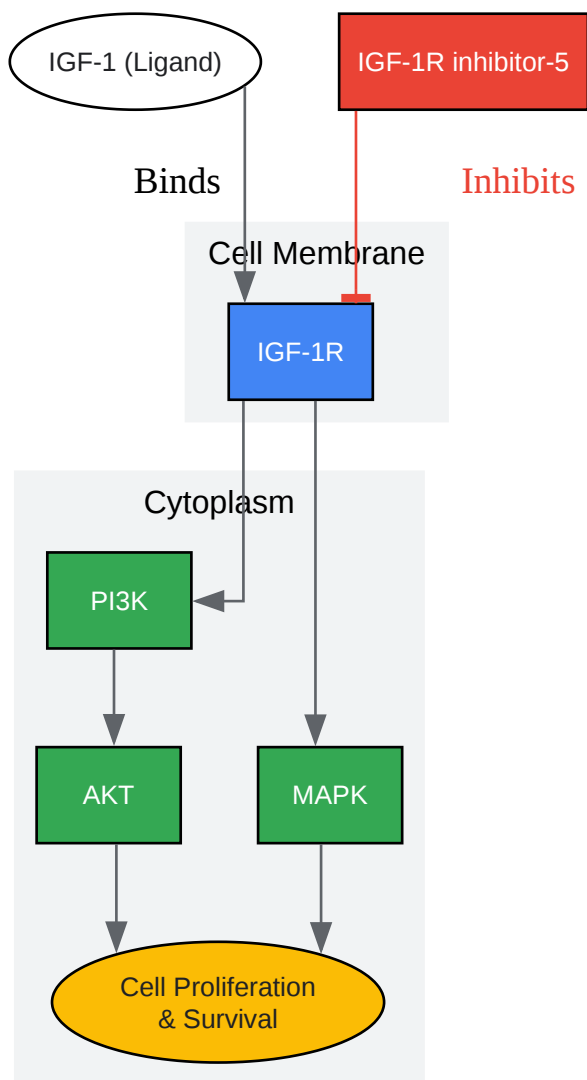 IGF-1 (Ligand)
IGF-1R inhibitor-5
Binds
Inhibits
Cell Membrane
IGF-1R
Cytoplasm
PI3K
AKT
MAPK
Cell Proliferation
& Survival